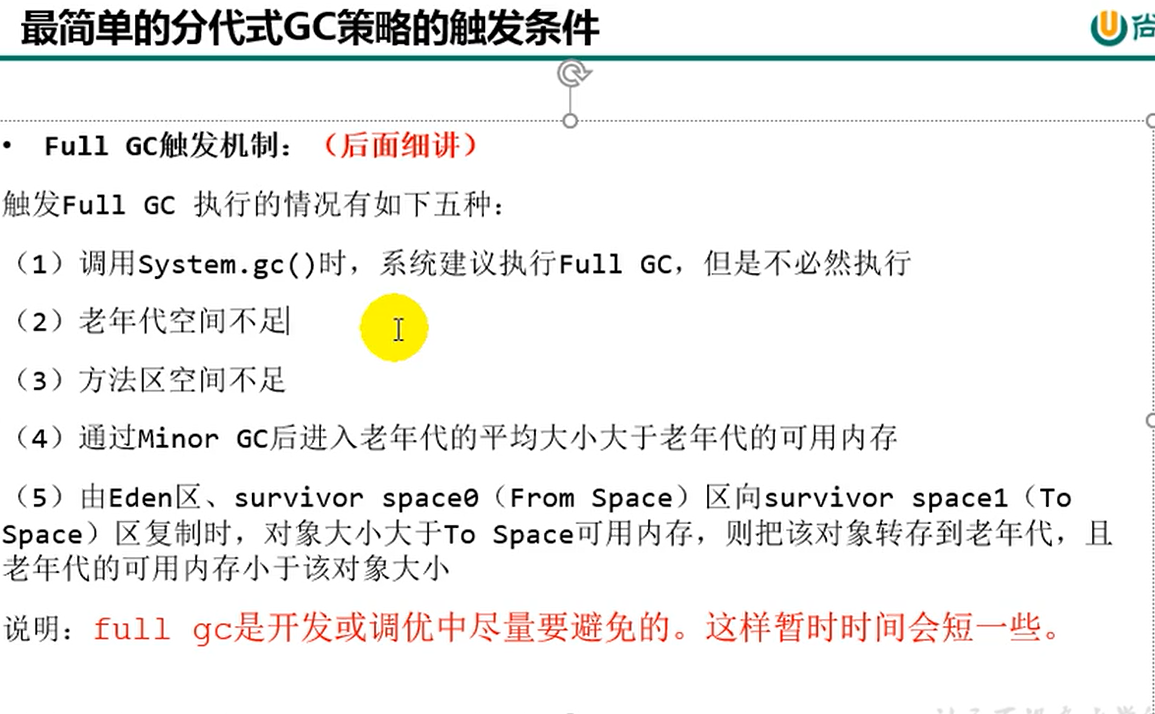 最简单的分代式GC策略的触发条件
尚
• Full GC触发机制：（后面细讲）
触发Full GC 执行的情况有如下五种：
（1）调用System.gc()时，系统建议执行Full GC，但是不必然执行
（2）老年代空间不足
（3）方法区空间不足
（4）通过Minor GC后进入老年代的平均大小大于老年代的可用内存
（5）由Eden区、survivor space0（From Space）区向survivor space1（To
Space）区复制时，对象大小大于To Space可用内存，则把该对象转存到老年代，且
老年代的可用内存小于该对象大小
说明：full gc是开发或调优中尽量要避免的。这样暂时时间会短一些。